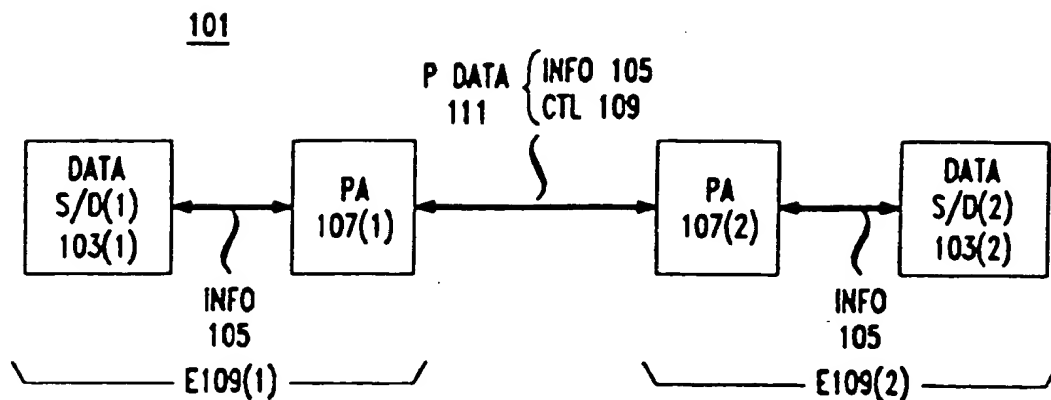 101
P DATA
111
INFO 105
CTL 109
DATA
S/D(1)
103(1)
PA
107(1)
PA
107(2)
DATA
S/D(2)
103(2)
INFO
105
INFO
105
E109(1)
E109(2)